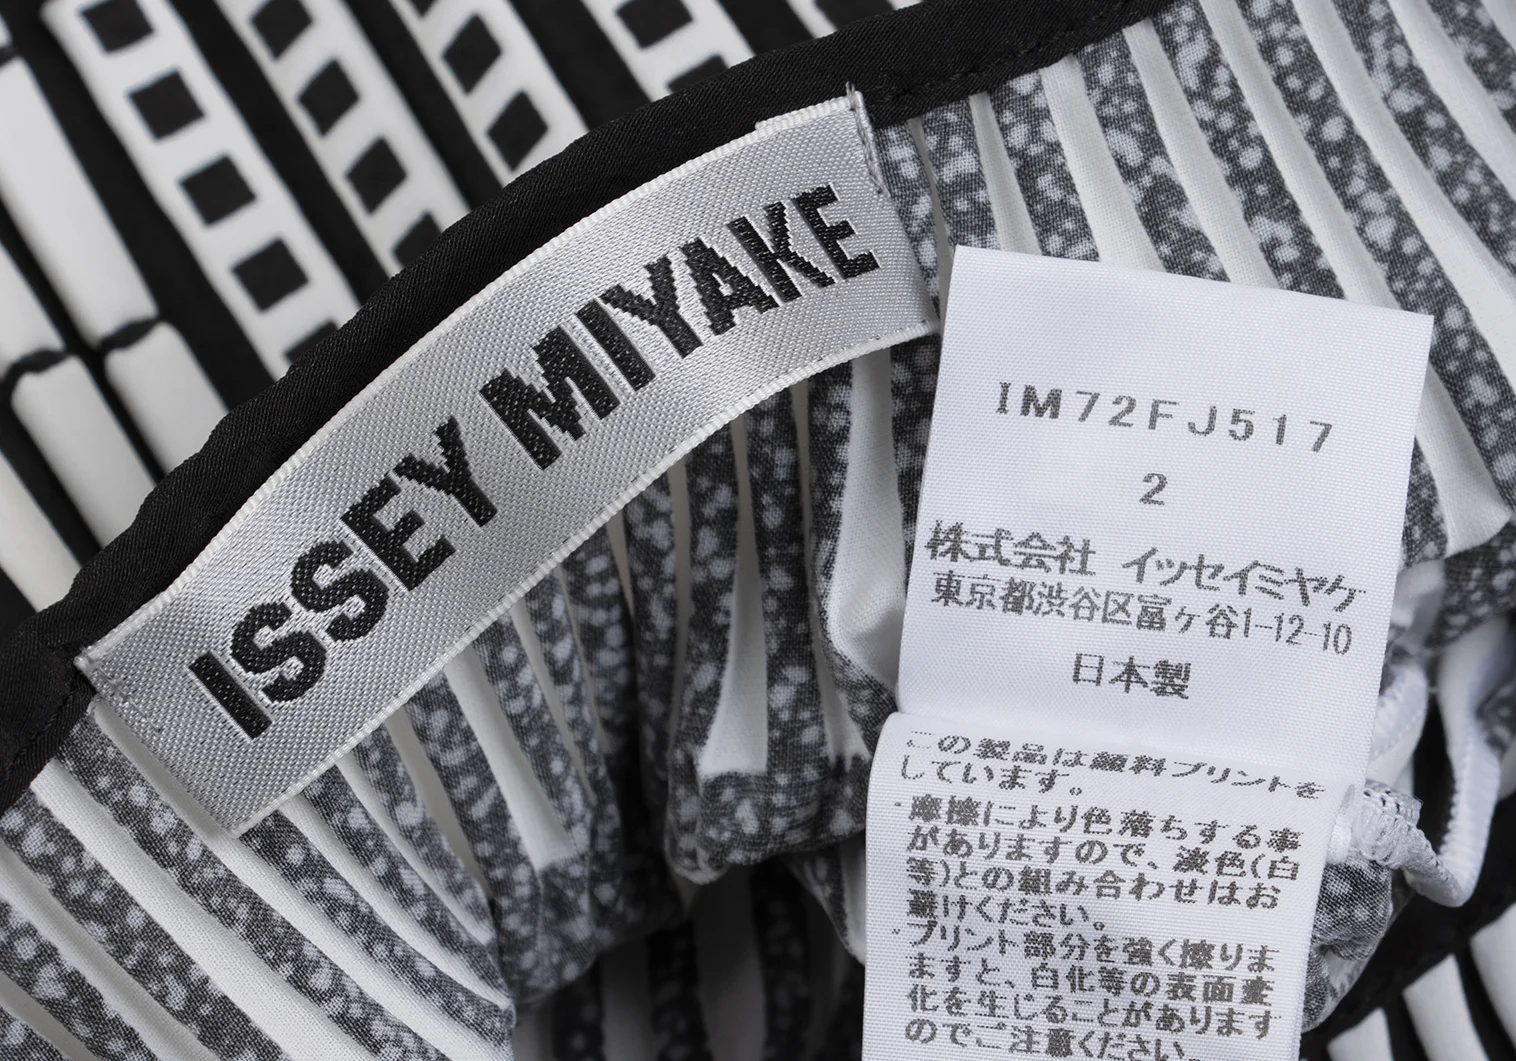 ISSEY MIYAKE
IM72FJ517
2
株式会社 イッセイミヤケ
東京都渋谷区富ヶ谷1-12-10
日本製
この製品は顔料プリントを
しています。
・摩擦により色落ちする事
がありますので、淡色(白
等)との組み合わせはお
避けください。
・プリント部分を強く擦りま
ますと、白化等の表面変
化を生じることがあります
のでご注意ください。